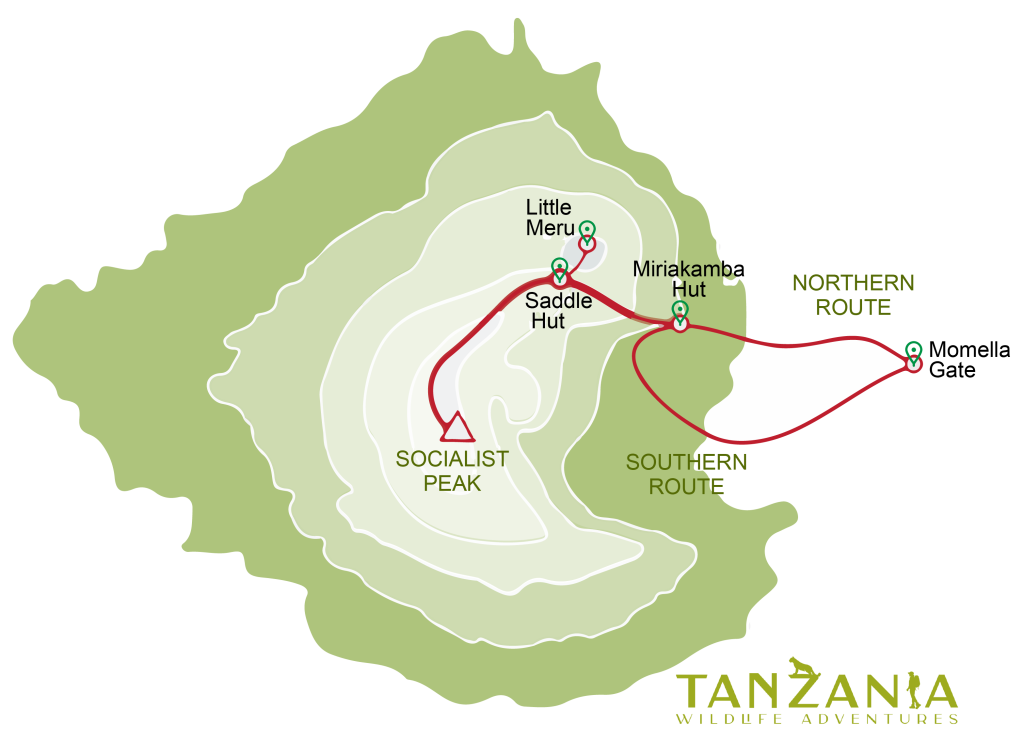 Little
Meru
Miriakamba
Hut
Saddle
Hut
NORTHERN
ROUTE
Momella
Gate
SOCIALIST
PEAK
SOUTHERN
ROUTE
TANZANIA
WILDLIFE ADVENTURES